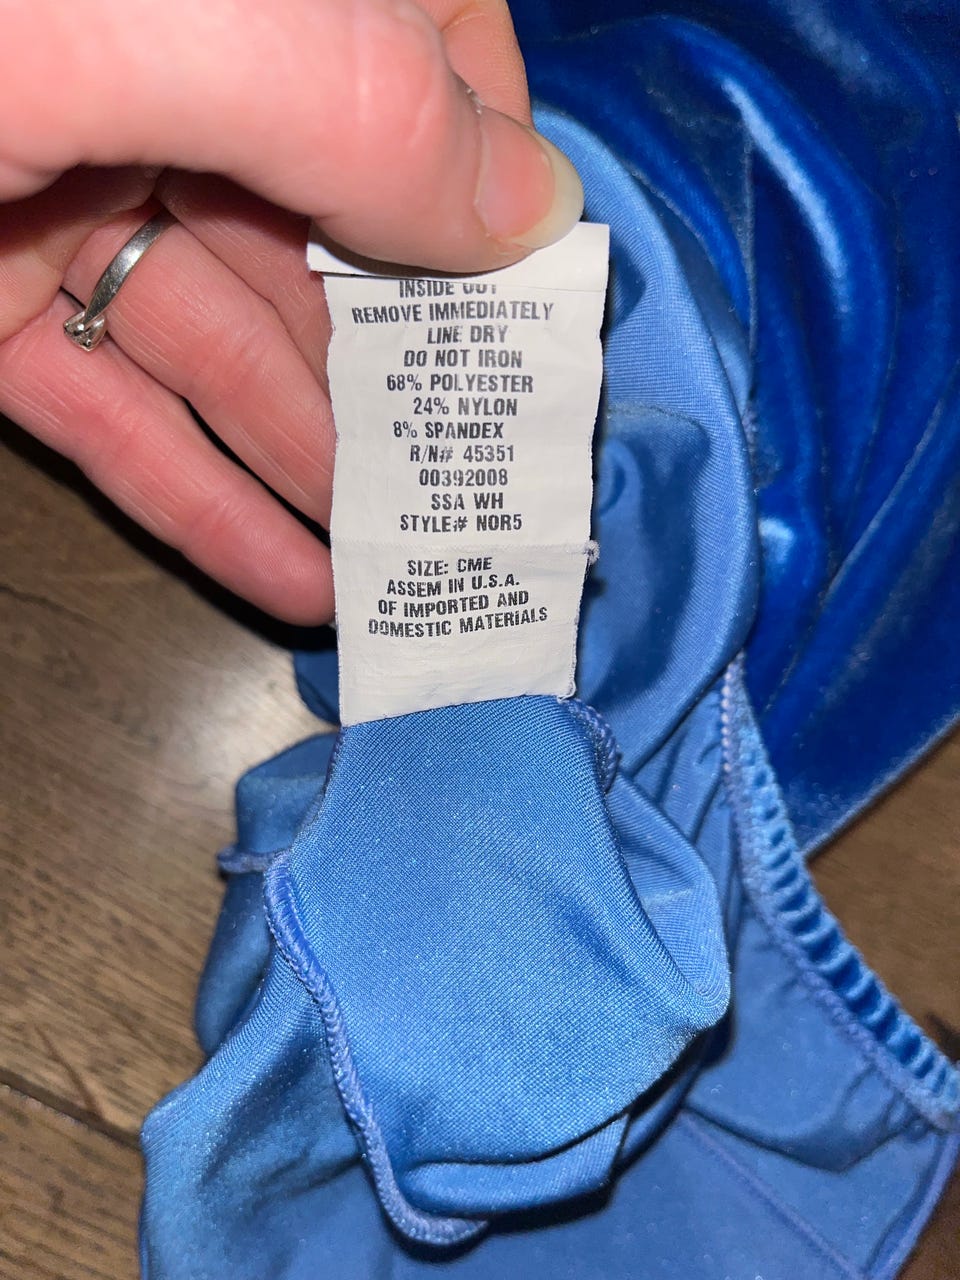 INSIDE OUT
REMOVE IMMEDIATELY
LINE DRY
DO NOT IRON
68% POLYESTER
24% NYLON
8% SPANDEX
R/N# 45351
00392008
SSA WH
STYLE# NOR5
SIZE: CME
ASSEM IN U.S.A.
OF IMPORTED AND
DOMESTIC MATERIALS